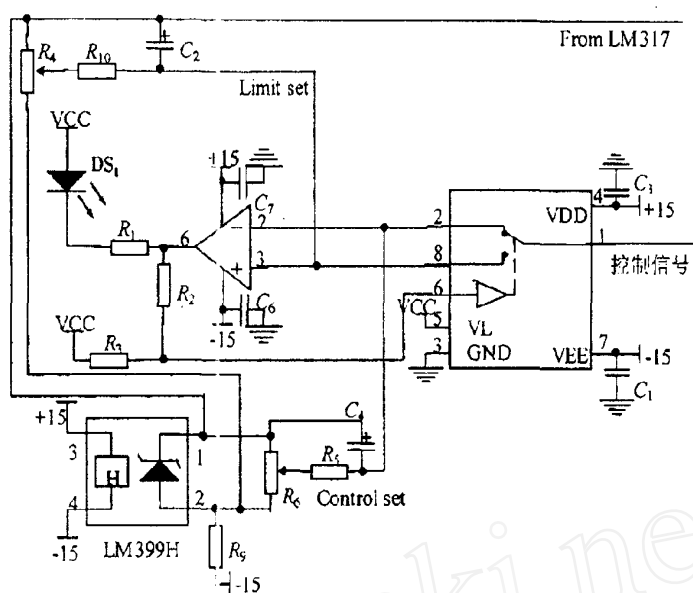 From LM317
R4
R10
C2
Limit set
VCC
DS1
+15
C7
2
6
3
R1
R2
C6
-15
VCC
R3
2
8
6
VCC
5
VL
3
GND
4
VDD
C3
+15
1
控制信号
7
VEE
-15
C1
+15
3
H
4
-15
1
2
LM399H
C4
R5
R6
Control set
R9
-15